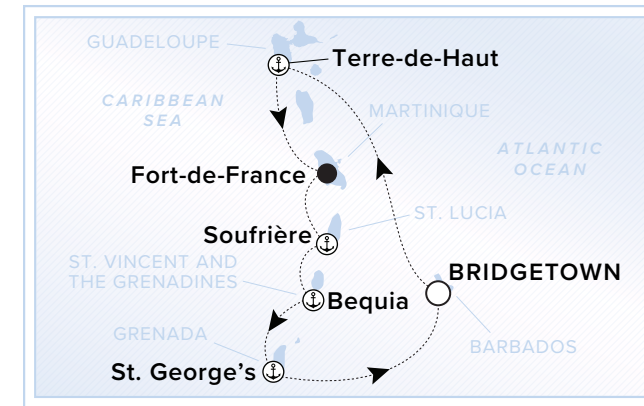 GUADELOUPE
Terre-de-Haut
CARIBBEAN
SEA
MARTINIQUE
ATLANTIC
OCEAN
Fort-de-France
ST. LUCIA
Soufrière
ST. VINCENT AND
THE GRENADINES
BRIDGETOWN
Bequia
GRENADA
BARBADOS
St. George’s